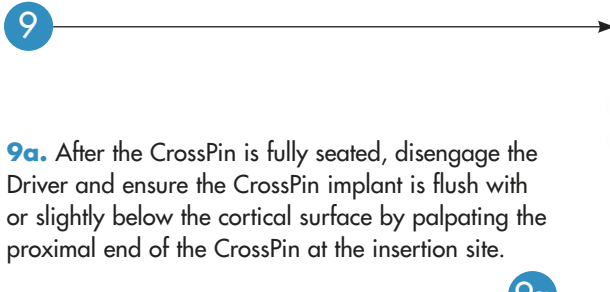 9
9a. After the CrossPin is fully seated, disengage the
Driver and ensure the CrossPin implant is flush with
or slightly below the cortical surface by palpating the
proximal end of the CrossPin at the insertion site.